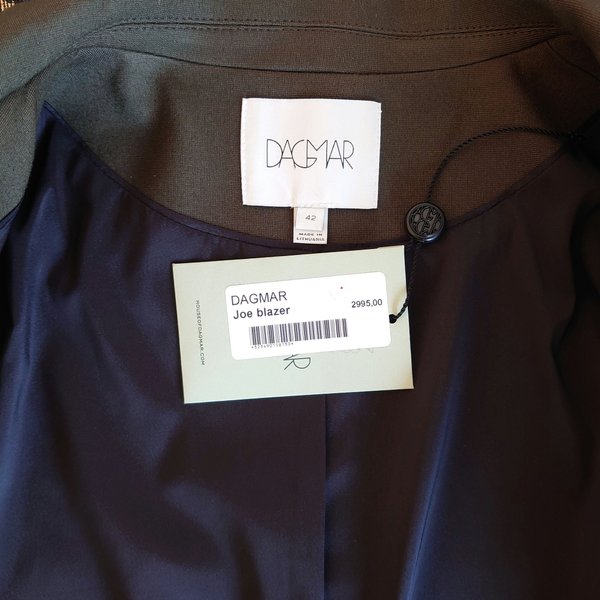 DAGMAR
42
MADE IN
LITHUANIA
DAGMAR
Joe blazer
2995,00
HOUSEOFDAGMAR.COM